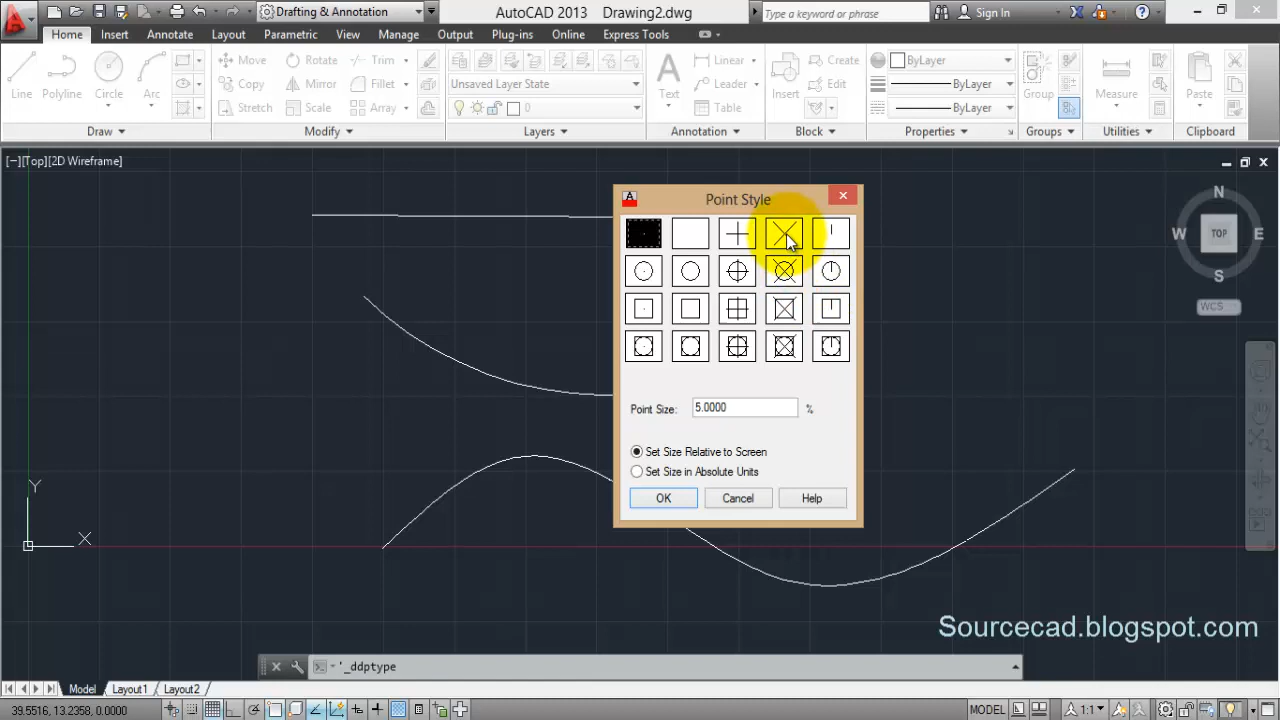 Drafting & Annotation
AutoCAD 2013 Drawing2.dwg
Type a keyword or phrase
Sign In
Home Insert Annotate Layout Parametric View Manage Output Plug-ins Online Express Tools
Line
Polyline
Circle
Arc
Move
Rotate
Trim
Copy
Mirror
Fillet
Stretch
Scale
Array
Unsaved Layer State
0
Text
Linear
Leader
Table
Insert
Create
Edit
ByLayer
ByLayer
ByLayer
Group
Measure
Paste
Draw
Modify
Layers
Annotation
Block
Properties
Groups
Utilities
Clipboard
[−][Top][2D Wireframe]
Point Style
N
W TOP E
S
WCS
Point Size: 5.0000 %
Set Size Relative to Screen
Set Size in Absolute Units
OK Cancel Help
Y
X
Sourcecad.blogspot.com
'_ddptype
Model Layout1 Layout2
39.5516, 13.2358, 0.0000
MODEL
1:1